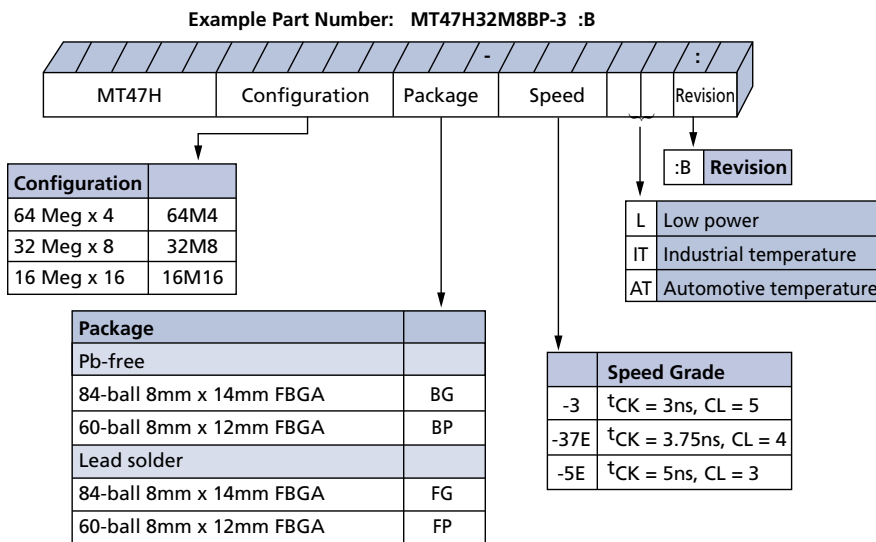 Example Part Number: MT47H32M8BP-3 :B
- :
MT47H Configuration Package Speed Revision
:B Revision
Configuration
64 Meg x 4 64M4
32 Meg x 8 32M8
16 Meg x 16 16M16
L Low power
IT Industrial temperature
AT Automotive temperature
Package
Pb-free
84-ball 8mm x 14mm FBGA BG
60-ball 8mm x 12mm FBGA BP
Lead solder
84-ball 8mm x 14mm FBGA FG
60-ball 8mm x 12mm FBGA FP
Speed Grade
-3 tCK = 3ns, CL = 5
-37E tCK = 3.75ns, CL = 4
-5E tCK = 5ns, CL = 3